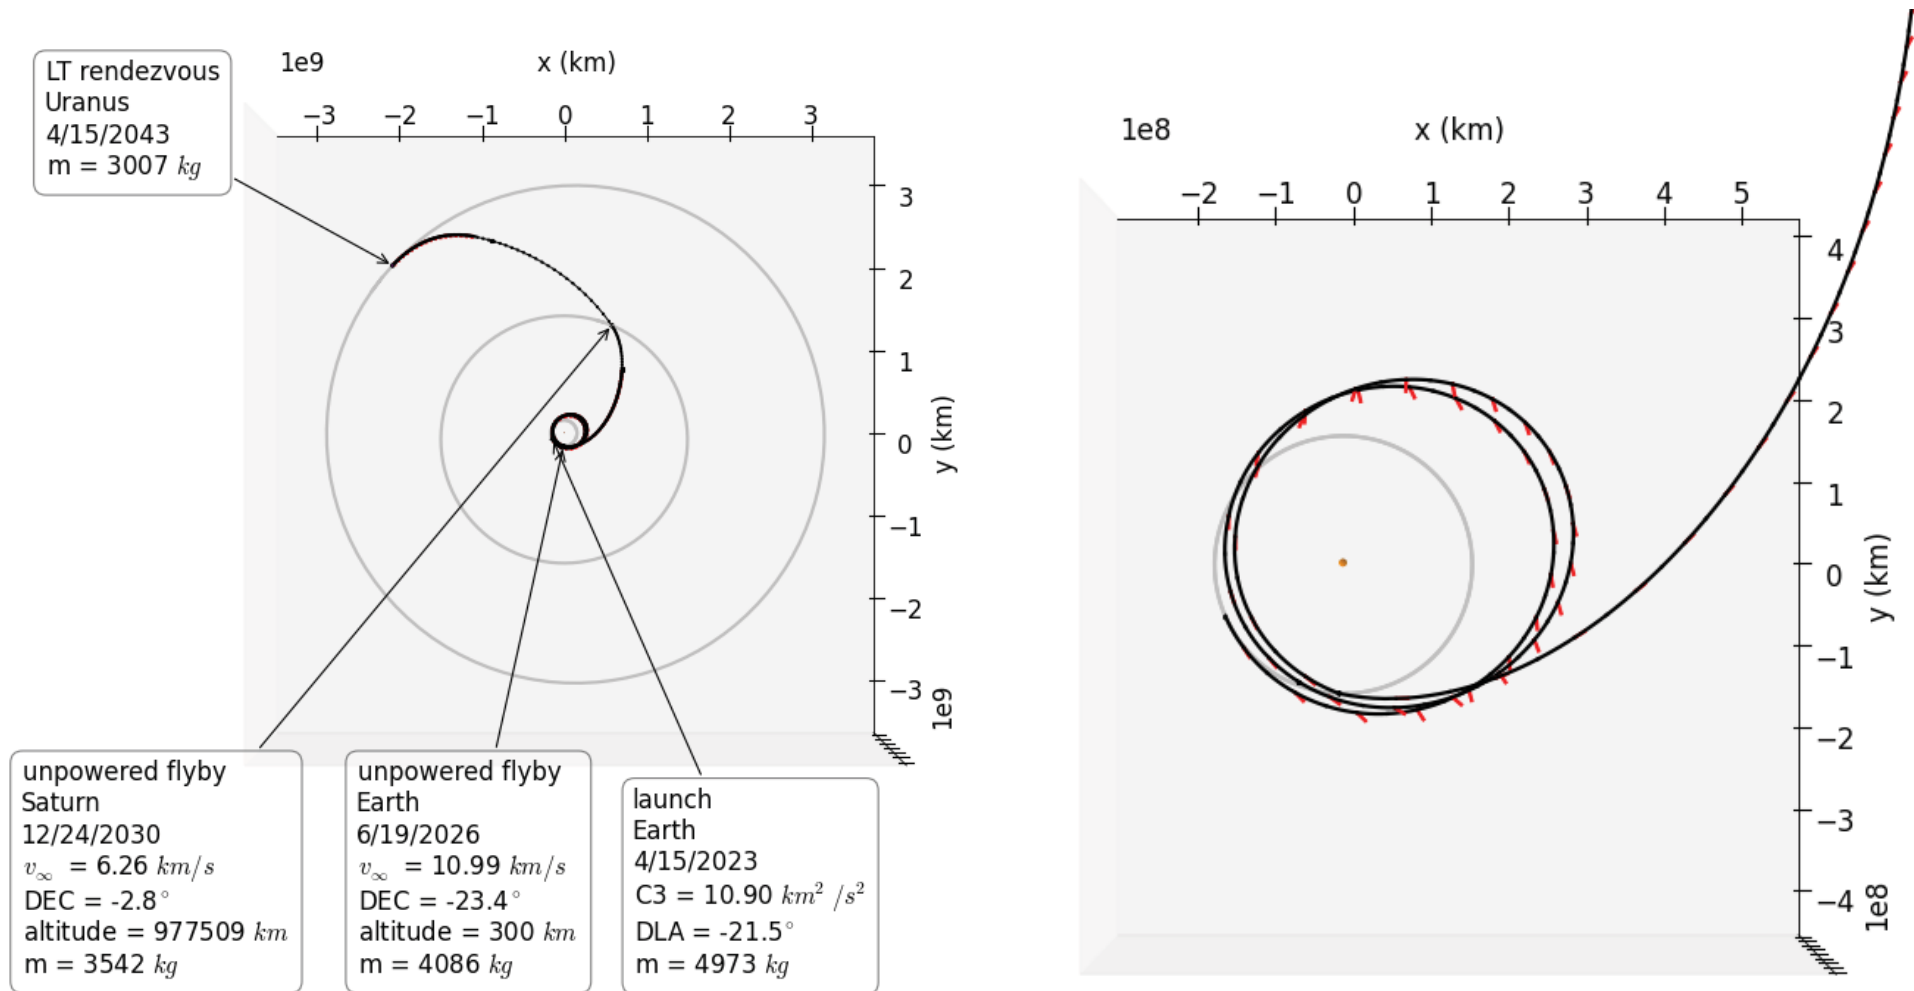 LT rendezvous
Uranus
4/15/2043
m = 3007 kg
1e9
x (km)
−3 −2 −1 0 1 2 3
3
2
1
0
−1
−2
−3
y (km)
1e9
unpowered flyby
Saturn
12/24/2030
v∞ = 6.26 km/s
DEC = -2.8°
altitude = 977509 km
m = 3542 kg
unpowered flyby
Earth
6/19/2026
v∞ = 10.99 km/s
DEC = -23.4°
altitude = 300 km
m = 4086 kg
launch
Earth
4/15/2023
C3 = 10.90 km² /s²
DLA = -21.5°
m = 4973 kg
1e8
x (km)
−2 −1 0 1 2 3 4 5
4
3
2
1
0
−1
−2
−3
−4
y (km)
1e8